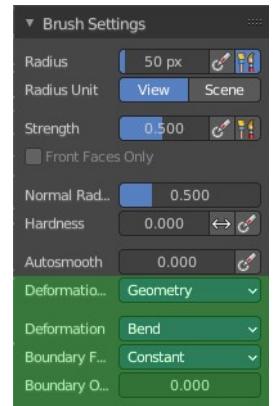 Brush Settings
Radius 50 px
Radius Unit View Scene
Strength 0.500
Front Faces Only
Normal Rad... 0.500
Hardness 0.000
Autosmooth 0.000
Deformatio... Geometry
Deformation Bend
Boundary F... Constant
Boundary O... 0.000